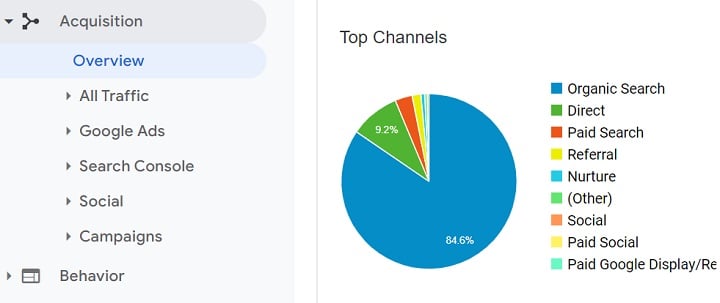 Acquisition
Overview
All Traffic
Google Ads
Search Console
Social
Campaigns
Behavior
Top Channels
9.2%
84.6%
Organic Search
Direct
Paid Search
Referral
Nurture
(Other)
Social
Paid Social
Paid Google Display/Re